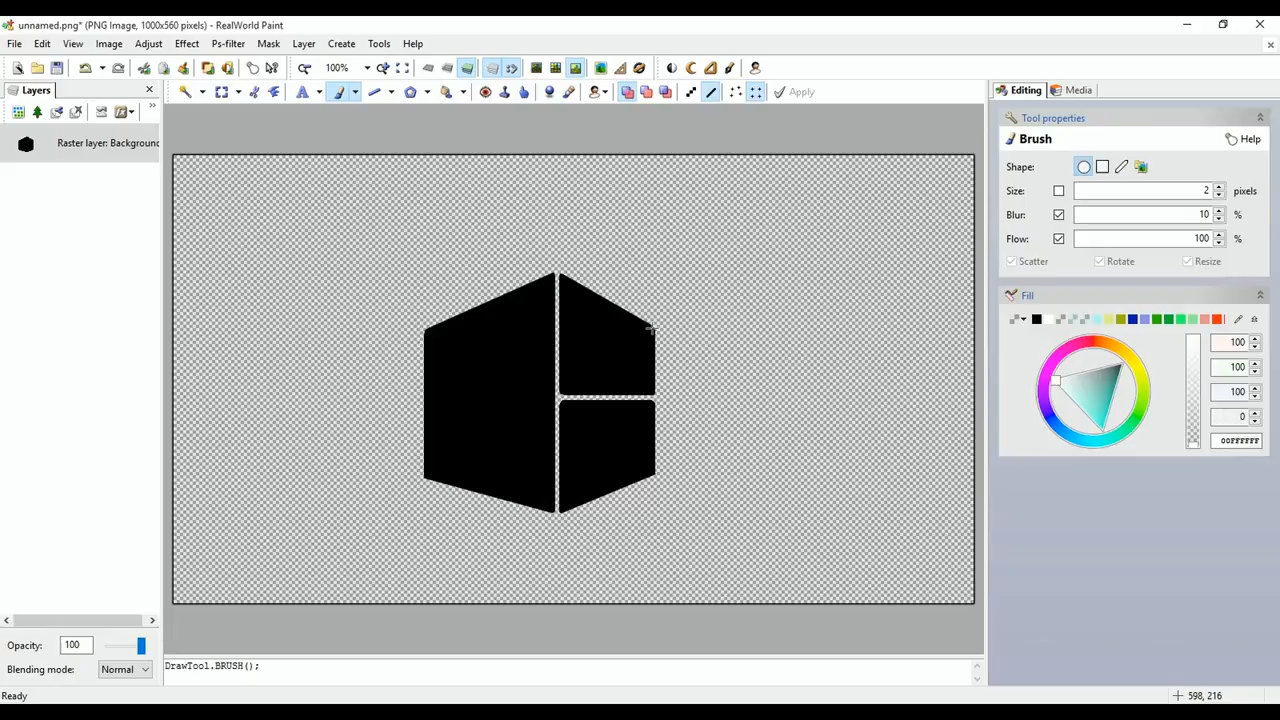 unnamed.png* (PNG Image, 1000x560 pixels) - RealWorld Paint
File Edit View Image Adjust Effect Ps-filter Mask Layer Create Tools Help
100%
Layers
Apply
Editing Media
Tool properties
Brush Help
Raster layer: Background
Shape:
Size: 2 pixels
Blur: 10 %
Flow: 100 %
Scatter Rotate Resize
Fill
100
100
100
0
00FFFFFF
Opacity: 100
Blending mode: Normal
DrawTool.BRUSH();
Ready
598, 216